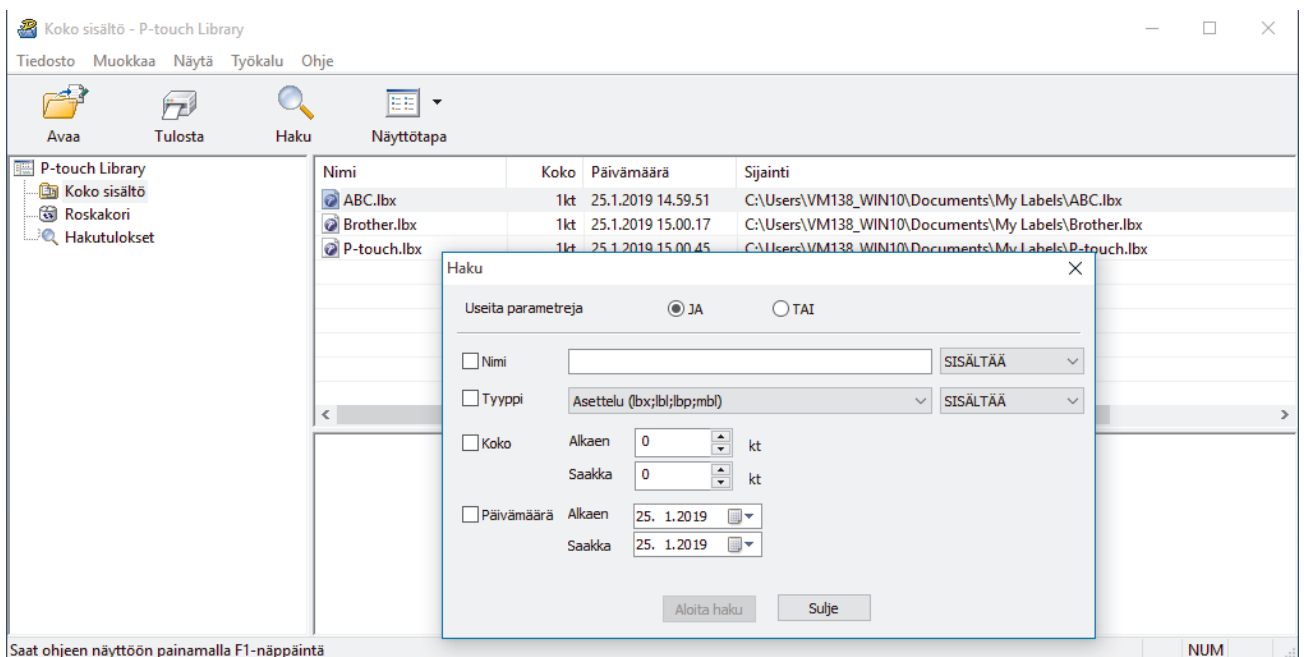 Koko sisältö - P-touch Library
Tiedosto Muokkaa Näytä Työkalu Ohje
Avaa Tulosta Haku Näyttötapa
P-touch Library
Koko sisältö
Roskakori
Hakutulokset
Nimi Koko Päivämäärä Sijainti
ABC.lbx 1kt 25.1.2019 14.59.51 C:\Users\VM138_WIN10\Documents\My Labels\ABC.lbx
Brother.lbx 1kt 25.1.2019 15.00.17 C:\Users\VM138_WIN10\Documents\My Labels\Brother.lbx
P-touch.lbx 1kt 25.1.2019 15.00.45 C:\Users\VM138_WIN10\Documents\My Labels\P-touch.lbx
Haku
Useita parametreja JA TAI
Nimi SISÄLTÄÄ
Tyyppi Asettelu (lbx;lbl;lbp;mbl) SISÄLTÄÄ
Koko Alkaen 0 kt
Saakka 0 kt
Päivämäärä Alkaen 25. 1.2019
Saakka 25. 1.2019
Aloita haku Sulje
Saat ohjeen näyttöön painamalla F1-näppäintä NUM